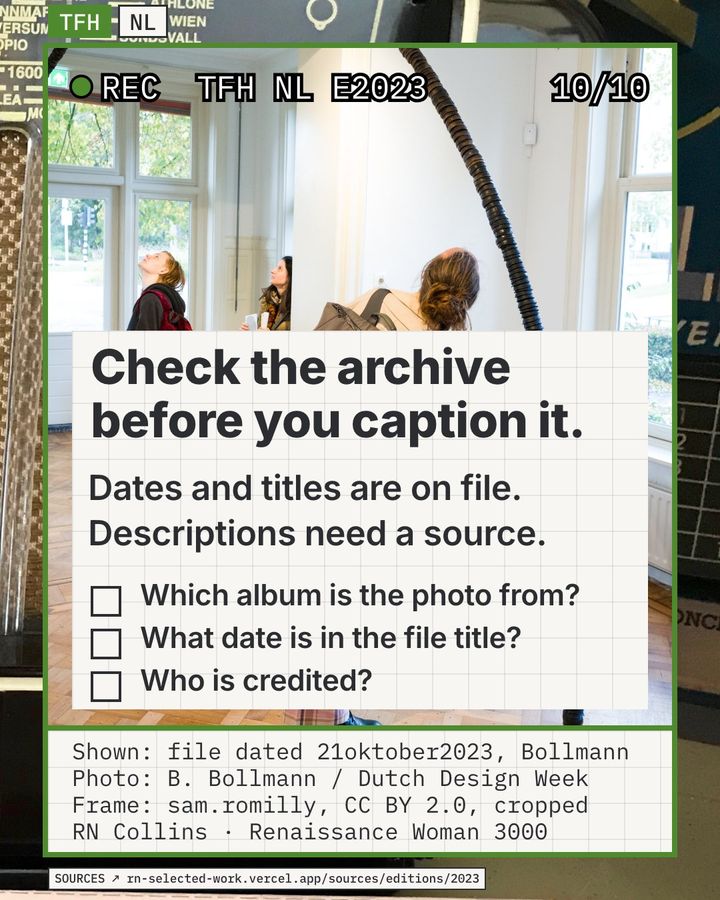 ATHLONE
WIEN
SUNDSVALL
1600
TFH NL
REC TFH NL E2023 10/10
Check the archive
before you caption it.
Dates and titles are on file.
Descriptions need a source.
Which album is the photo from?
What date is in the file title?
Who is credited?
Shown: file dated 21oktober2023, Bollmann
Photo: B. Bollmann / Dutch Design Week
Frame: sam.romilly, CC BY 2.0, cropped
RN Collins · Renaissance Woman 3000
SOURCES ↗ rn-selected-work.vercel.app/sources/editions/2023